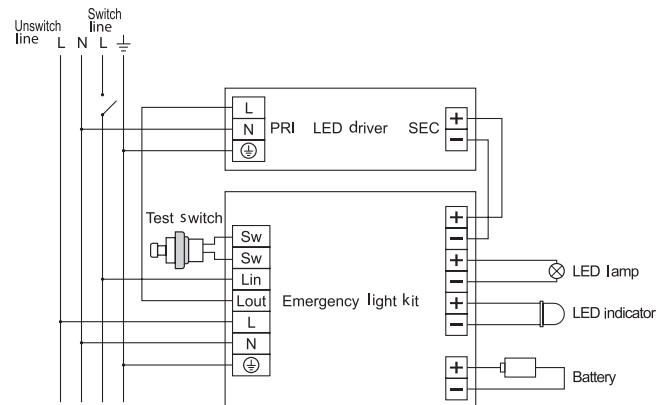 Unswitch line
Switch line
L N L
L
N PRI LED driver SEC
+
−
Test switch
Sw
Sw
Lin
Lout Emergency light kit
L
N
+
−
+
− LED lamp
+
− LED indicator
+
− Battery